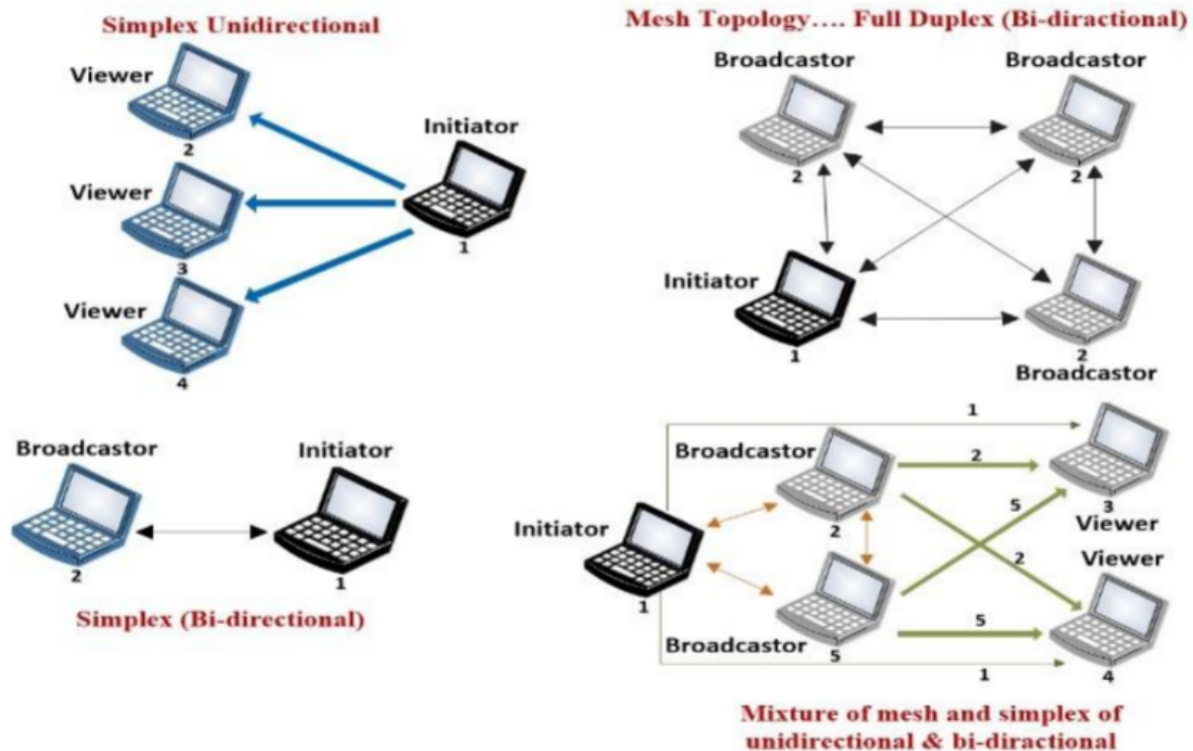 Simplex Unidirectional
Viewer
2
Initiator
Viewer
1
3
Viewer
4
Mesh Topology.... Full Duplex (Bi-diractional)
Broadcastor
Broadcastor
2
2
Initiator
1
2
Broadcastor
Broadcastor
Initiator
2
1
Simplex (Bi-directional)
1
Broadcastor
2
5
3
Initiator
2
Viewer
Viewer
2
1
5
Broadcastor
5
1
4
Mixture of mesh and simplex of
unidirectional & bi-diractional